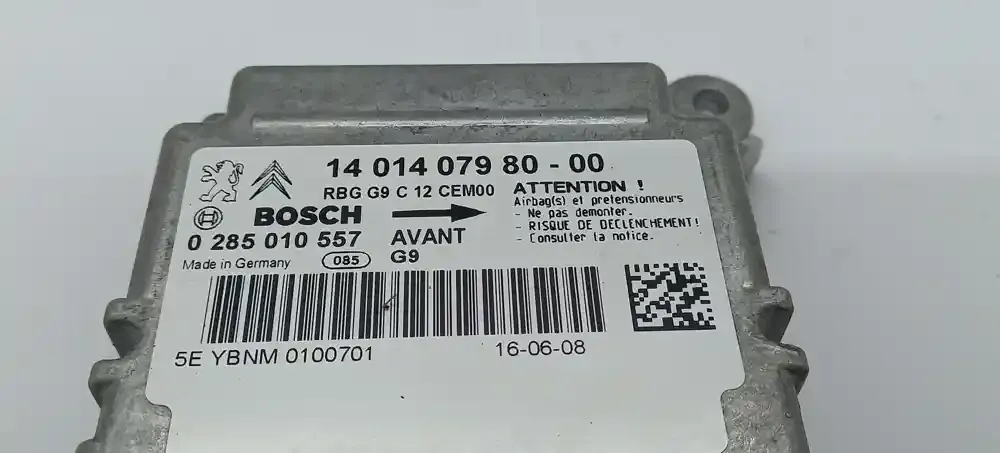 14 014 079 80 - 00
RBG G9 C 12 CEM00
ATTENTION !
Airbag(s) et pretensionneurs
- Ne pas demonter.
- RISQUE DE DECLENCHEMENT!
- Consulter la notice.
BOSCH
0 285 010 557
AVANT
G9
Made in Germany
085
5E YBNM 0100701
16-06-08